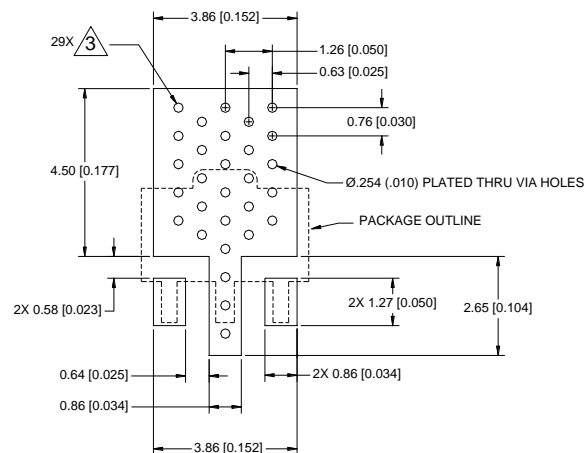 3.86 [0.152]
29X 3
1.26 [0.050]
0.63 [0.025]
0.76 [0.030]
4.50 [0.177]
Ø.254 (.010) PLATED THRU VIA HOLES
PACKAGE OUTLINE
2X 0.58 [0.023]
2X 1.27 [0.050]
2.65 [0.104]
0.64 [0.025]
2X 0.86 [0.034]
0.86 [0.034]
3.86 [0.152]